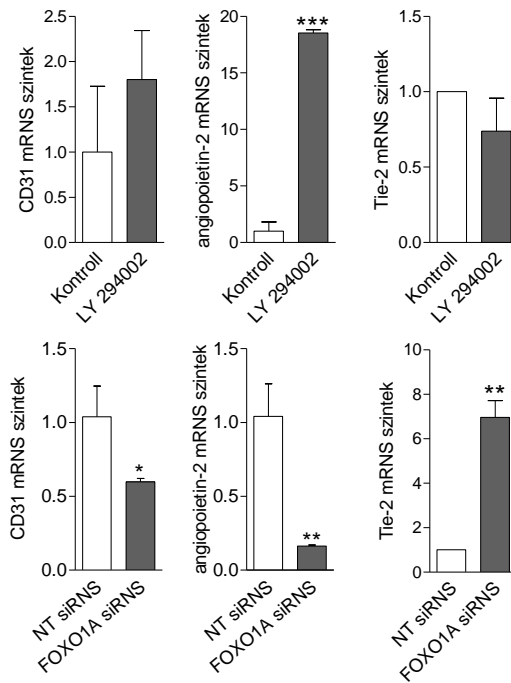 CD31 mRNS szintek
2.5
2.0
1.5
1.0
0.5
0.0
Kontroll
LY 294002
angiopoietin-2 mRNS szintek
20
15
10
5
0
***
Kontroll
LY 294002
Tie-2 mRNS szintek
1.5
1.0
0.5
0.0
Kontroll
LY 294002
CD31 mRNS szintek
1.5
1.0
0.5
0.0
*
NT siRNS
FOXO1A siRNS
angiopoietin-2 mRNS szintek
1.5
1.0
0.5
0.0
**
NT siRNS
FOXO1A siRNS
Tie-2 mRNS szintek
10
8
6
4
2
0
**
NT siRNS
FOXO1A siRNS